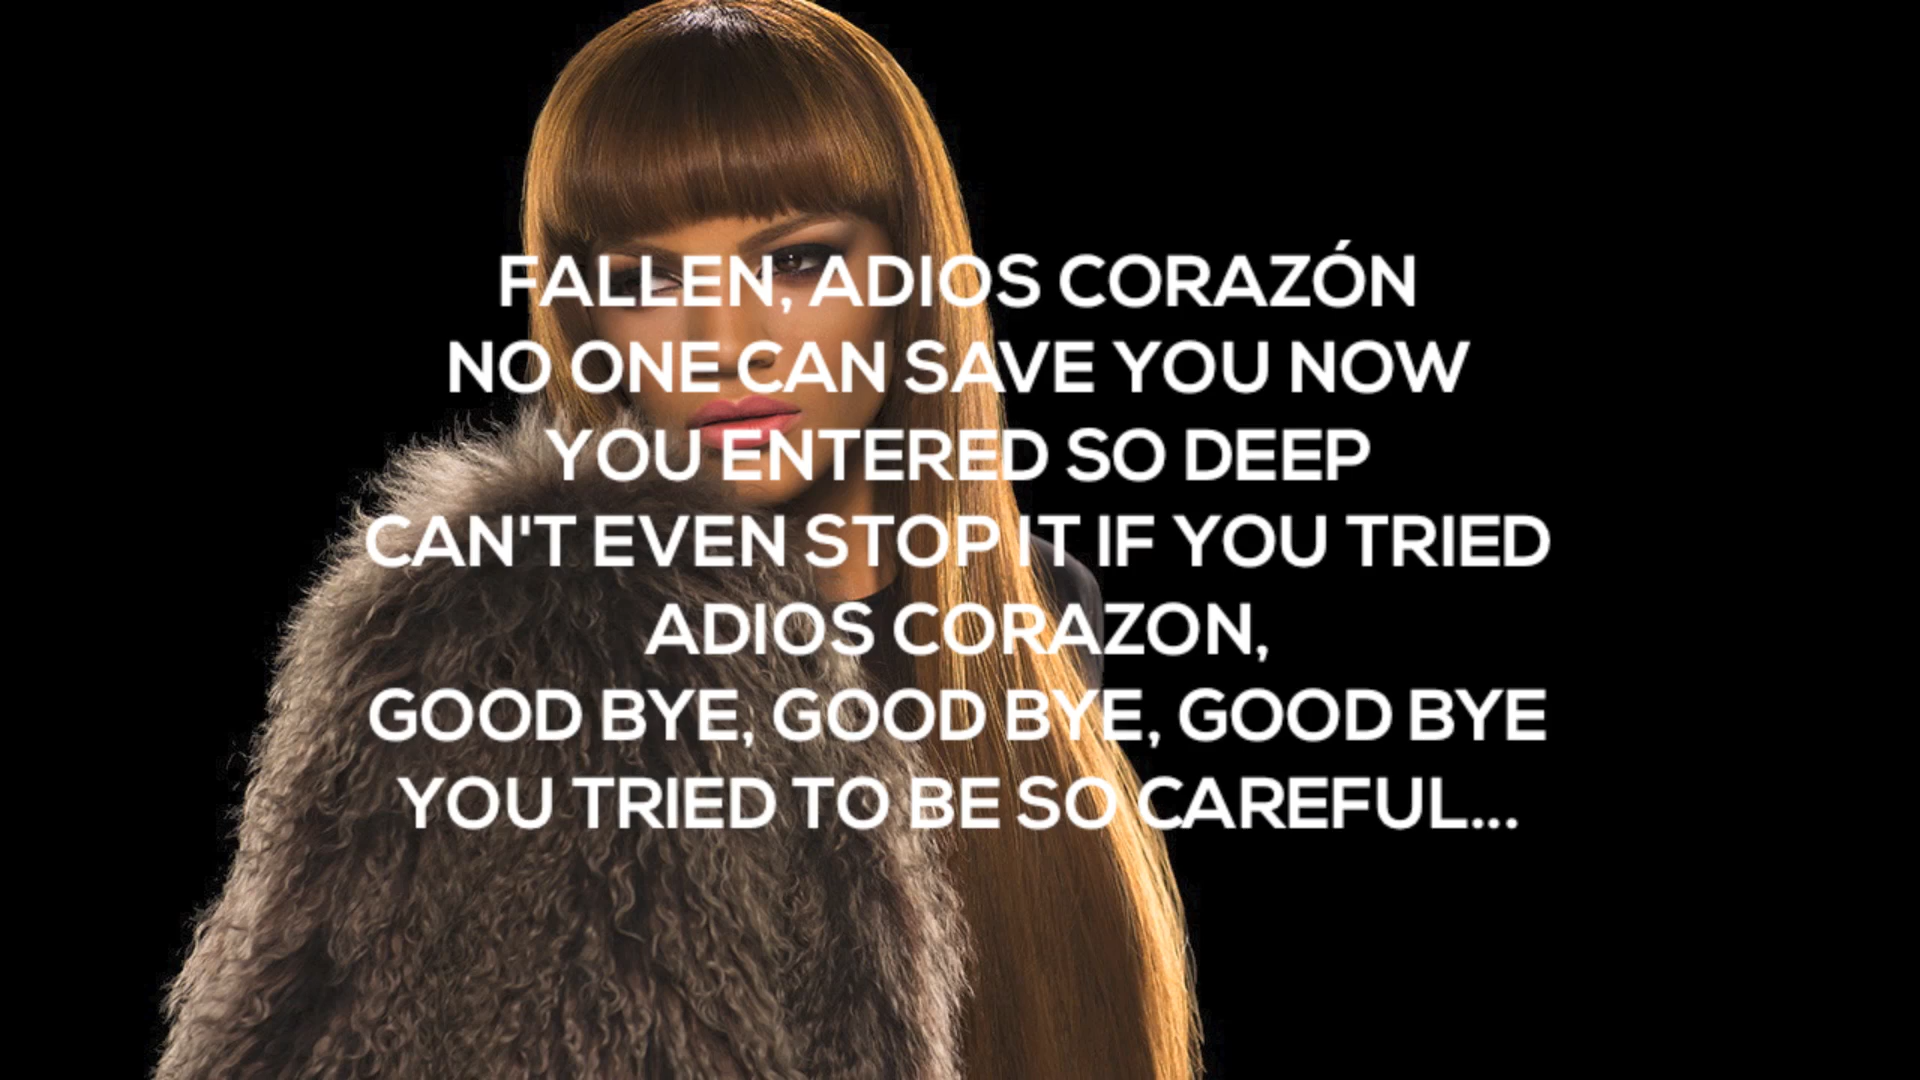 FALLEN, ADIOS CORAZÓN
NO ONE CAN SAVE YOU NOW
YOU ENTERED SO DEEP
CAN'T EVEN STOP IT IF YOU TRIED
ADIOS CORAZON,
GOOD BYE, GOOD BYE, GOOD BYE
YOU TRIED TO BE SO CAREFUL...